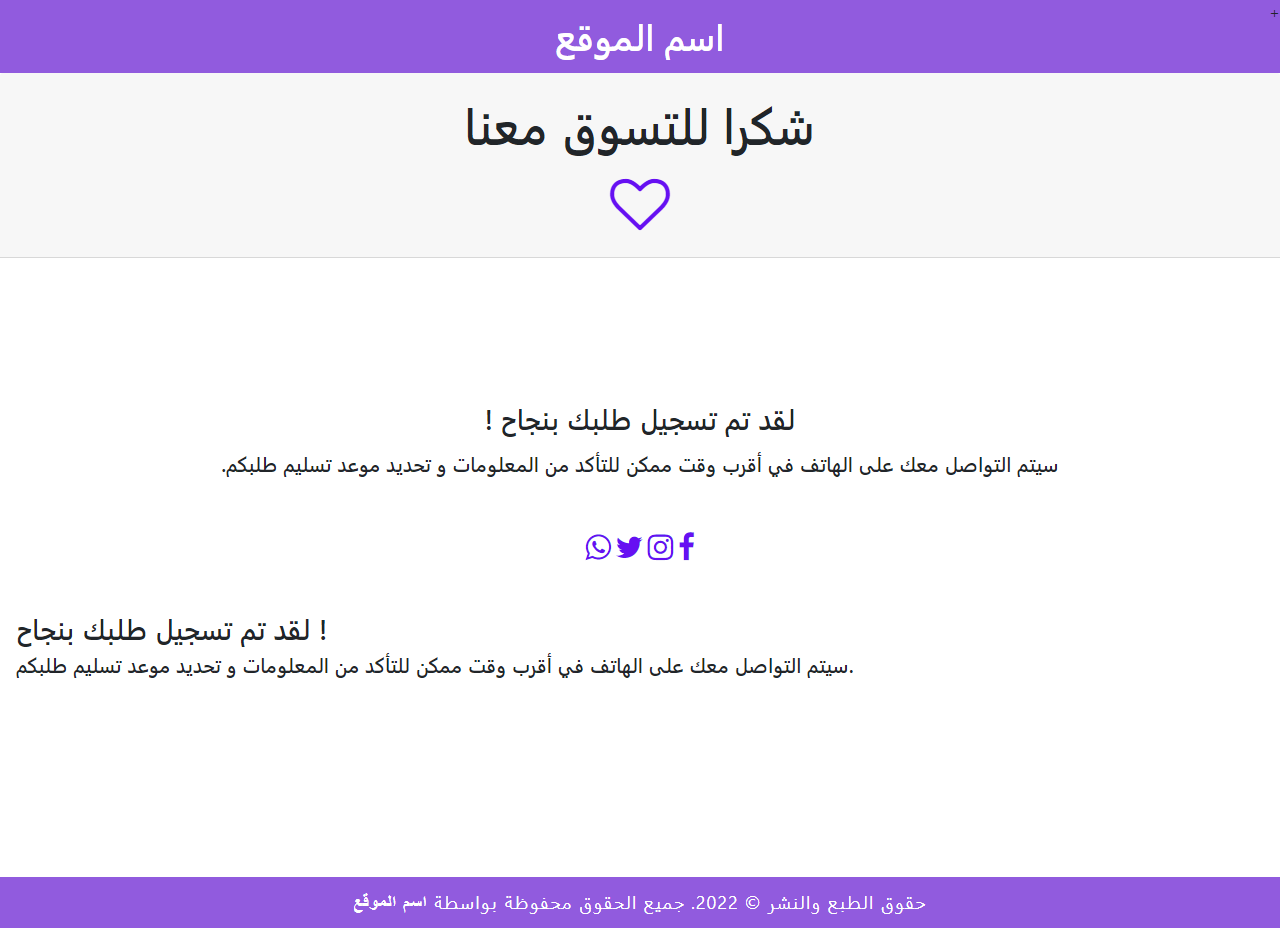 +
اسم الموقع
شكرا للتسوق معنا
لقد تم تسجيل طلبك بنجاح !
سيتم التواصل معك على الهاتف في أقرب وقت ممكن للتأكد من المعلومات و تحديد موعد تسليم طلبكم.
لقد تم تسجيل طلبك بنجاح !
سيتم التواصل معك على الهاتف في أقرب وقت ممكن للتأكد من المعلومات و تحديد موعد تسليم طلبكم.
حقوق الطبع والنشر © 2022. جميع الحقوق محفوظة بواسطة اسم الموقع